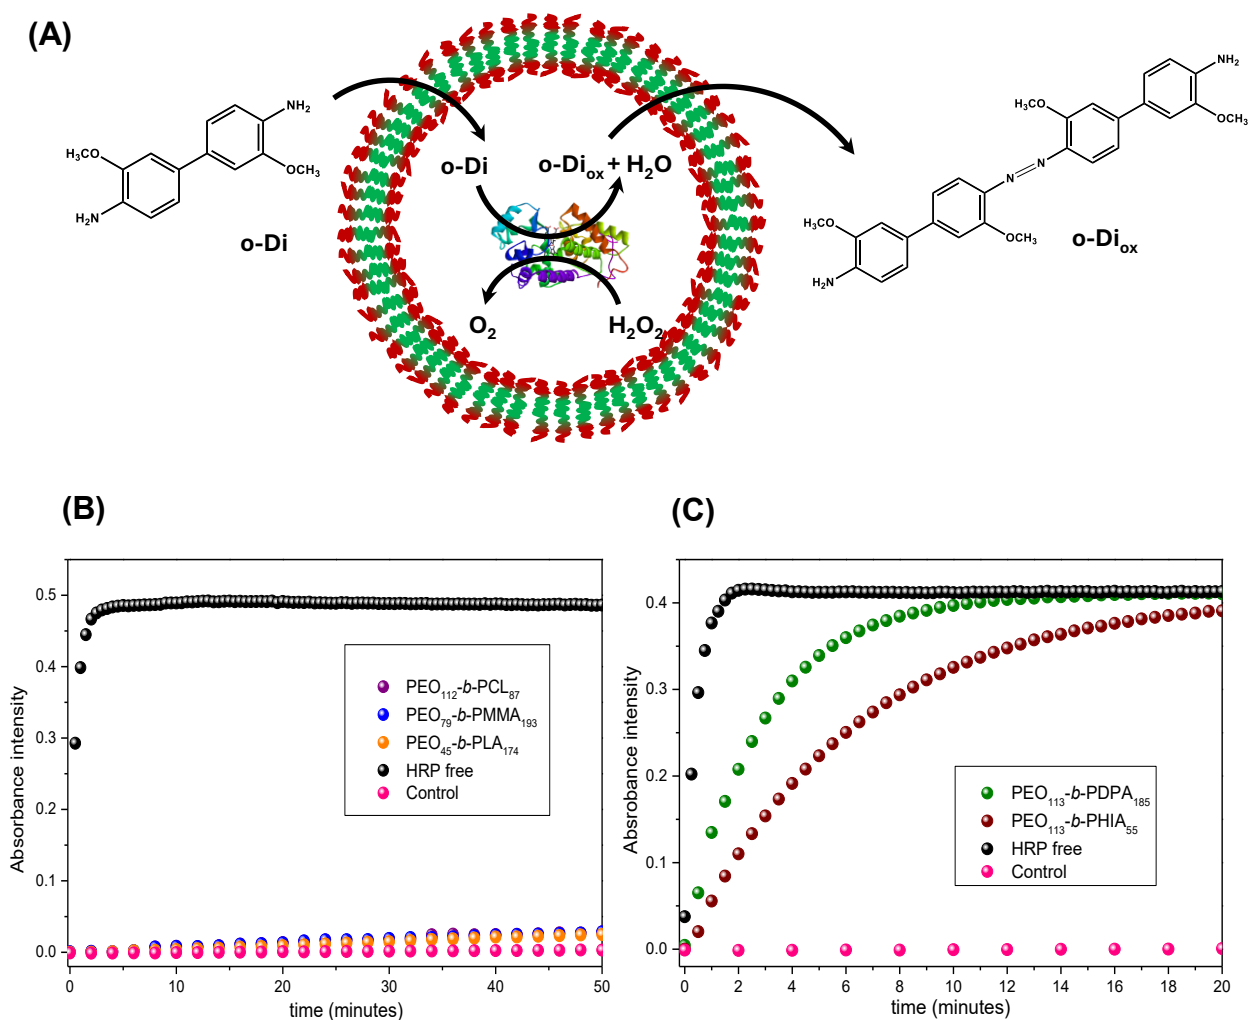 (A)
NH₂
H₃CO
OCH₃
H₂N
o-Di
o-Di
o-Diₒₓ + H₂O
O₂
H₂O₂
NH₂
H₃CO
OCH₃
N
N
H₃CO
OCH₃
H₂N
o-Diₒₓ
(B)
Absorbance intensity
0.5
0.4
0.3
0.2
0.1
0.0
PEO₁₁₂-b-PCL₈₇
PEO₇₉-b-PMMA₁₉₃
PEO₄₅-b-PLA₁₇₄
HRP free
Control
0 10 20 30 40 50
time (minutes)
(C)
Absrobance intensity
0.4
0.3
0.2
0.1
0.0
PEO₁₁₃-b-PDPA₁₈₅
PEO₁₁₃-b-PHIA₅₅
HRP free
Control
0 2 4 6 8 10 12 14 16 18 20
time (minutes)